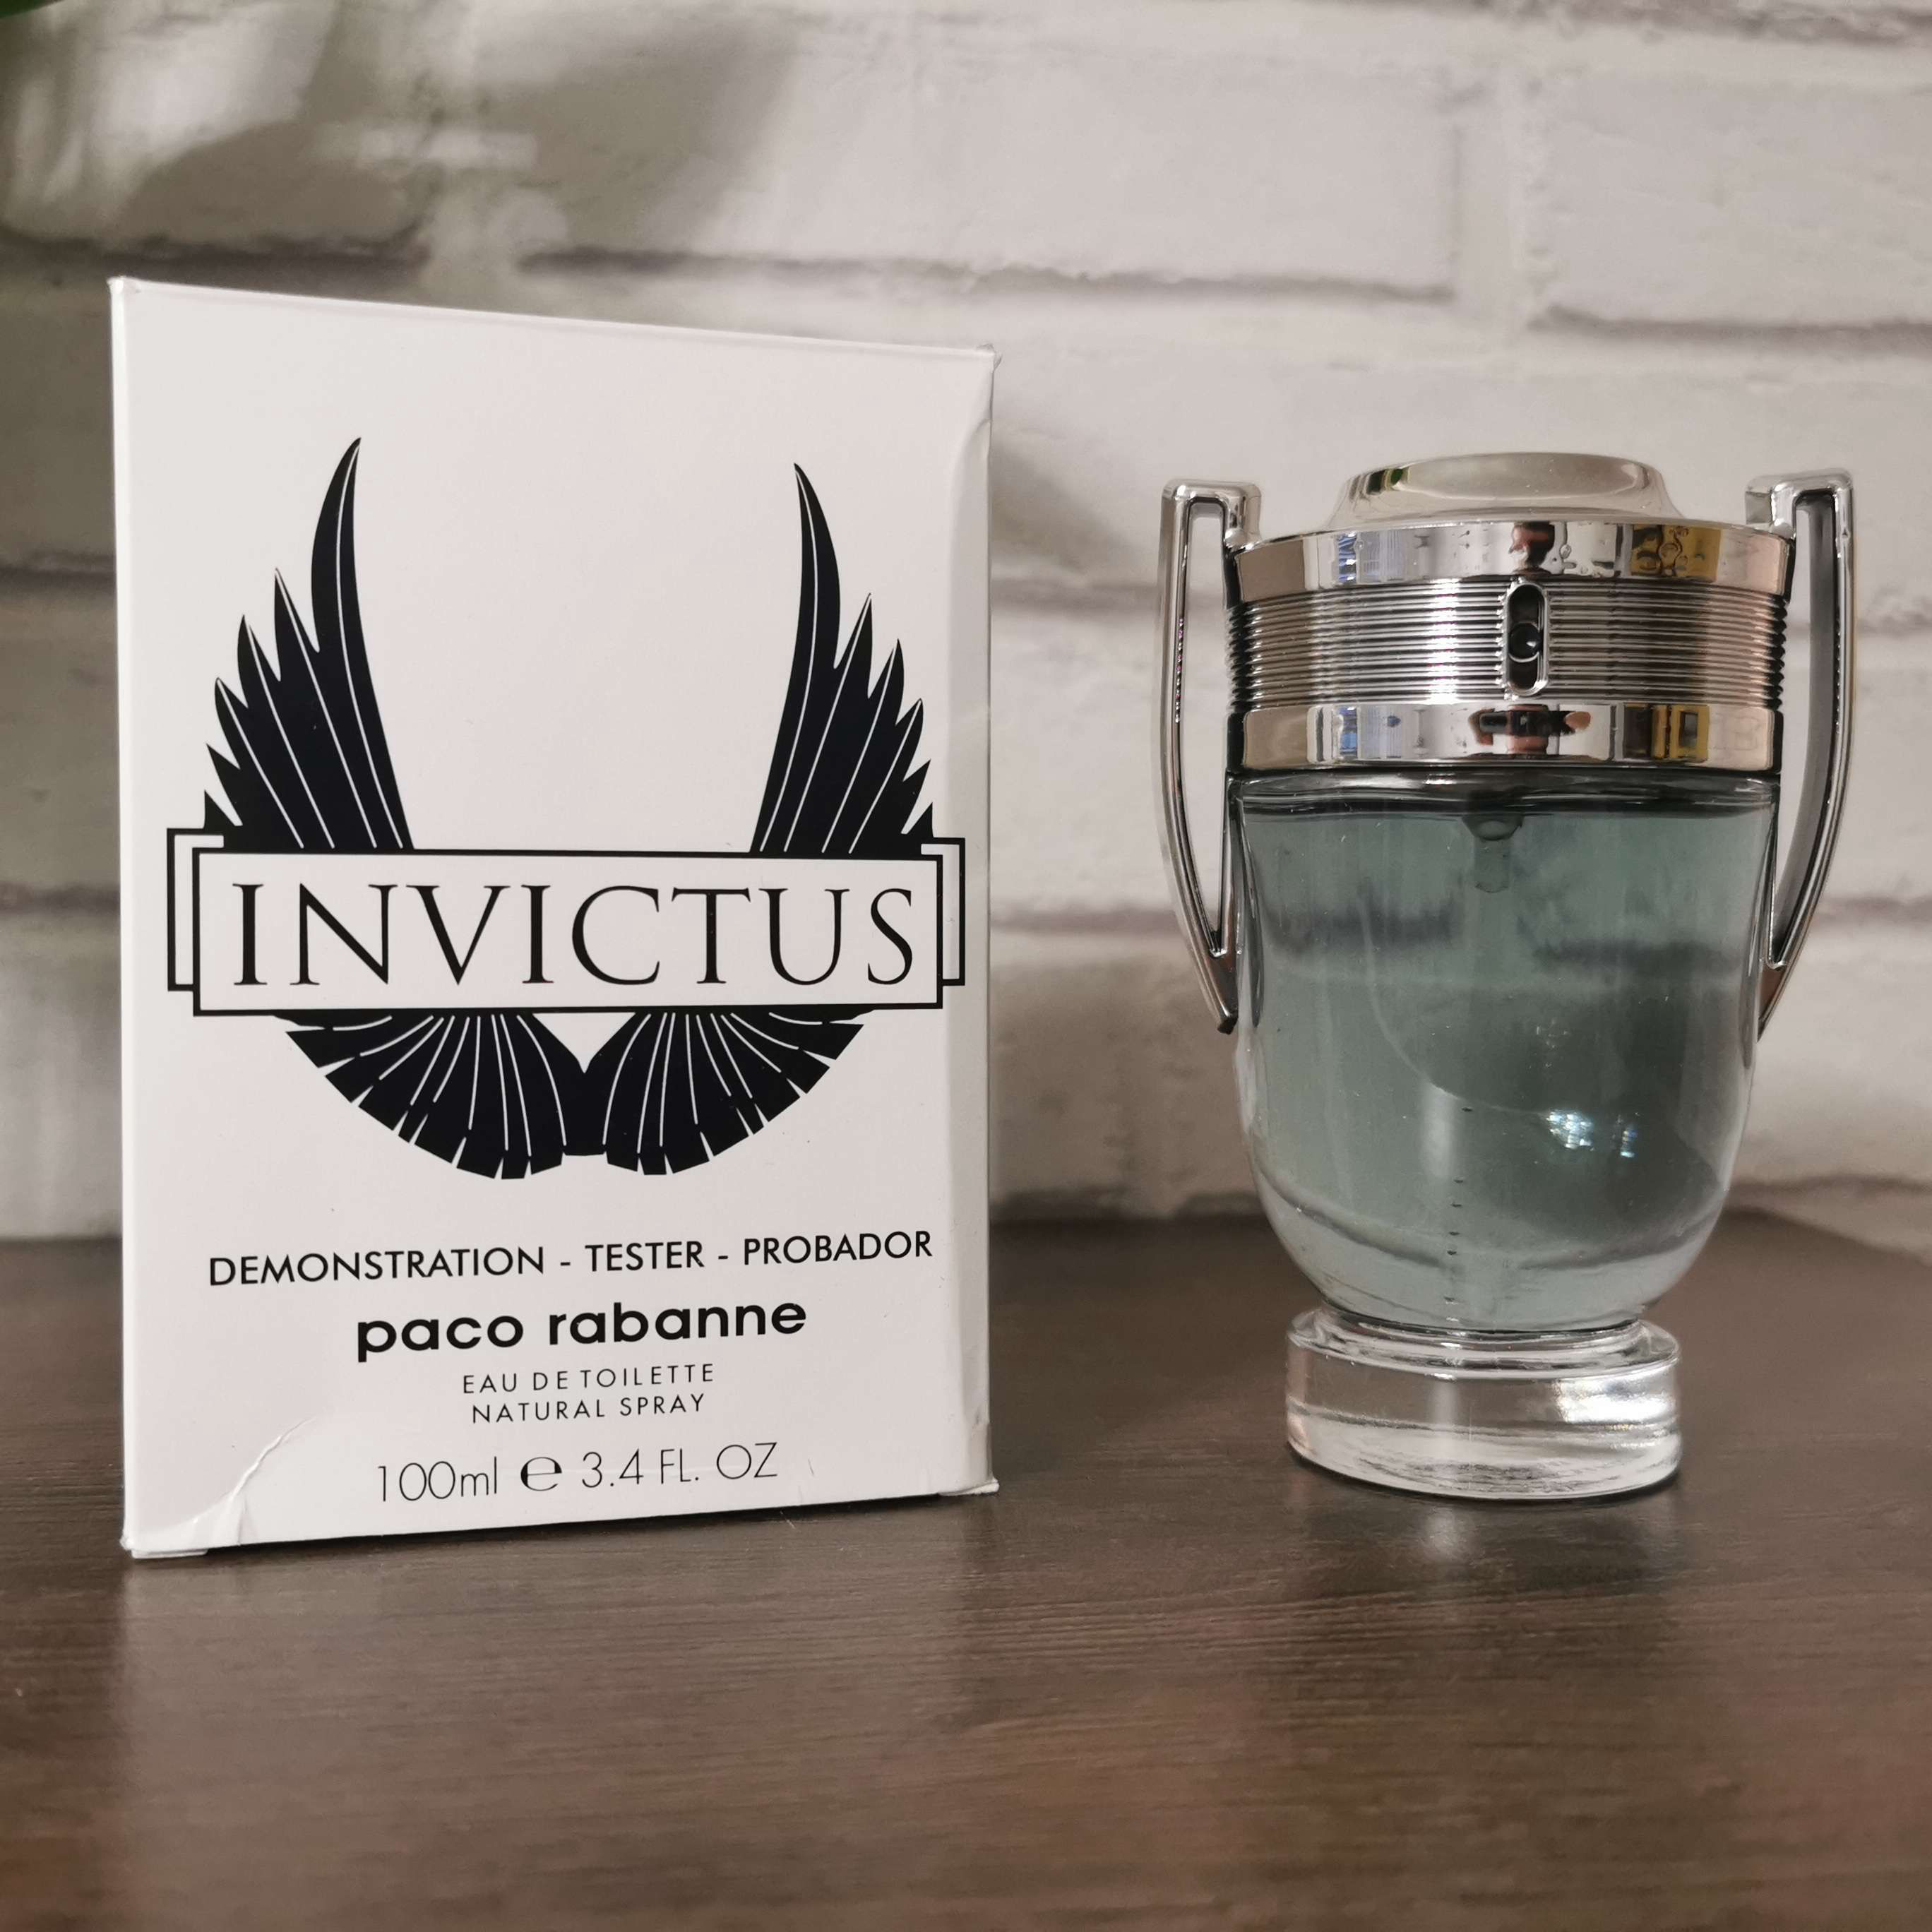 INVICTUS
DEMONSTRATION - TESTER - PROBADOR
paco rabanne
EAU DE TOILETTE
NATURAL SPRAY
100ml e 3.4 FL. OZ